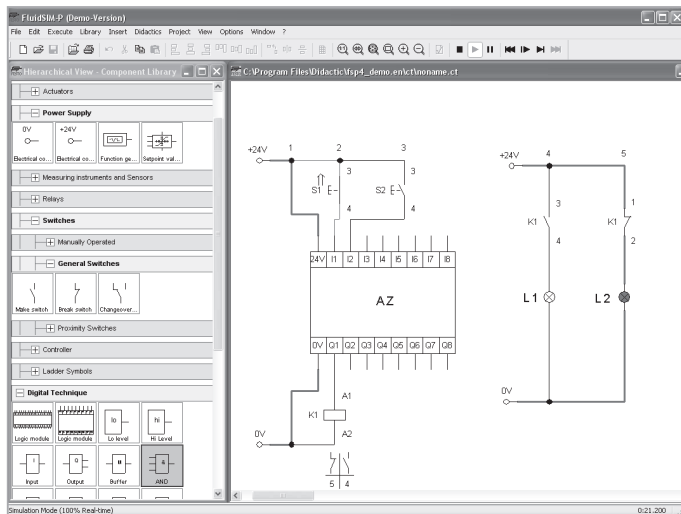 FluidSIM-P (Demo-Version)
File Edit Execute Library Insert Didactics Project View Options Window ?
Hierarchical View - Component Library
Actuators
Power Supply
0V +24V
Electrical co... Electrical co... Function ge... Setpoint val...
Measuring instruments and Sensors
Relays
Switches
Manually Operated
General Switches
Make switch Break switch Changeover...
Proximity Switches
Controller
Ladder Symbols
Digital Technique
lo hi
Logic module Logic module Lo level Hi Level
I Q &
Input Output Buffer AND
C:\Program Files\Didactic\fsp4_demo.en\ct\noname.ct
+24V 1 2 3
3 3
S1 S2
4 4
24V I1 I2 I3 I4 I5 I6 I7 I8
AZ
0V Q1 Q2 Q3 Q4 Q5 Q6 Q7 Q8
A1
K1
0V A2
5 4
+24V 4 5
3 1
K1 K1
4 2
L1 L2
0V
Simulation Mode (100% Real-time) 0:21.200